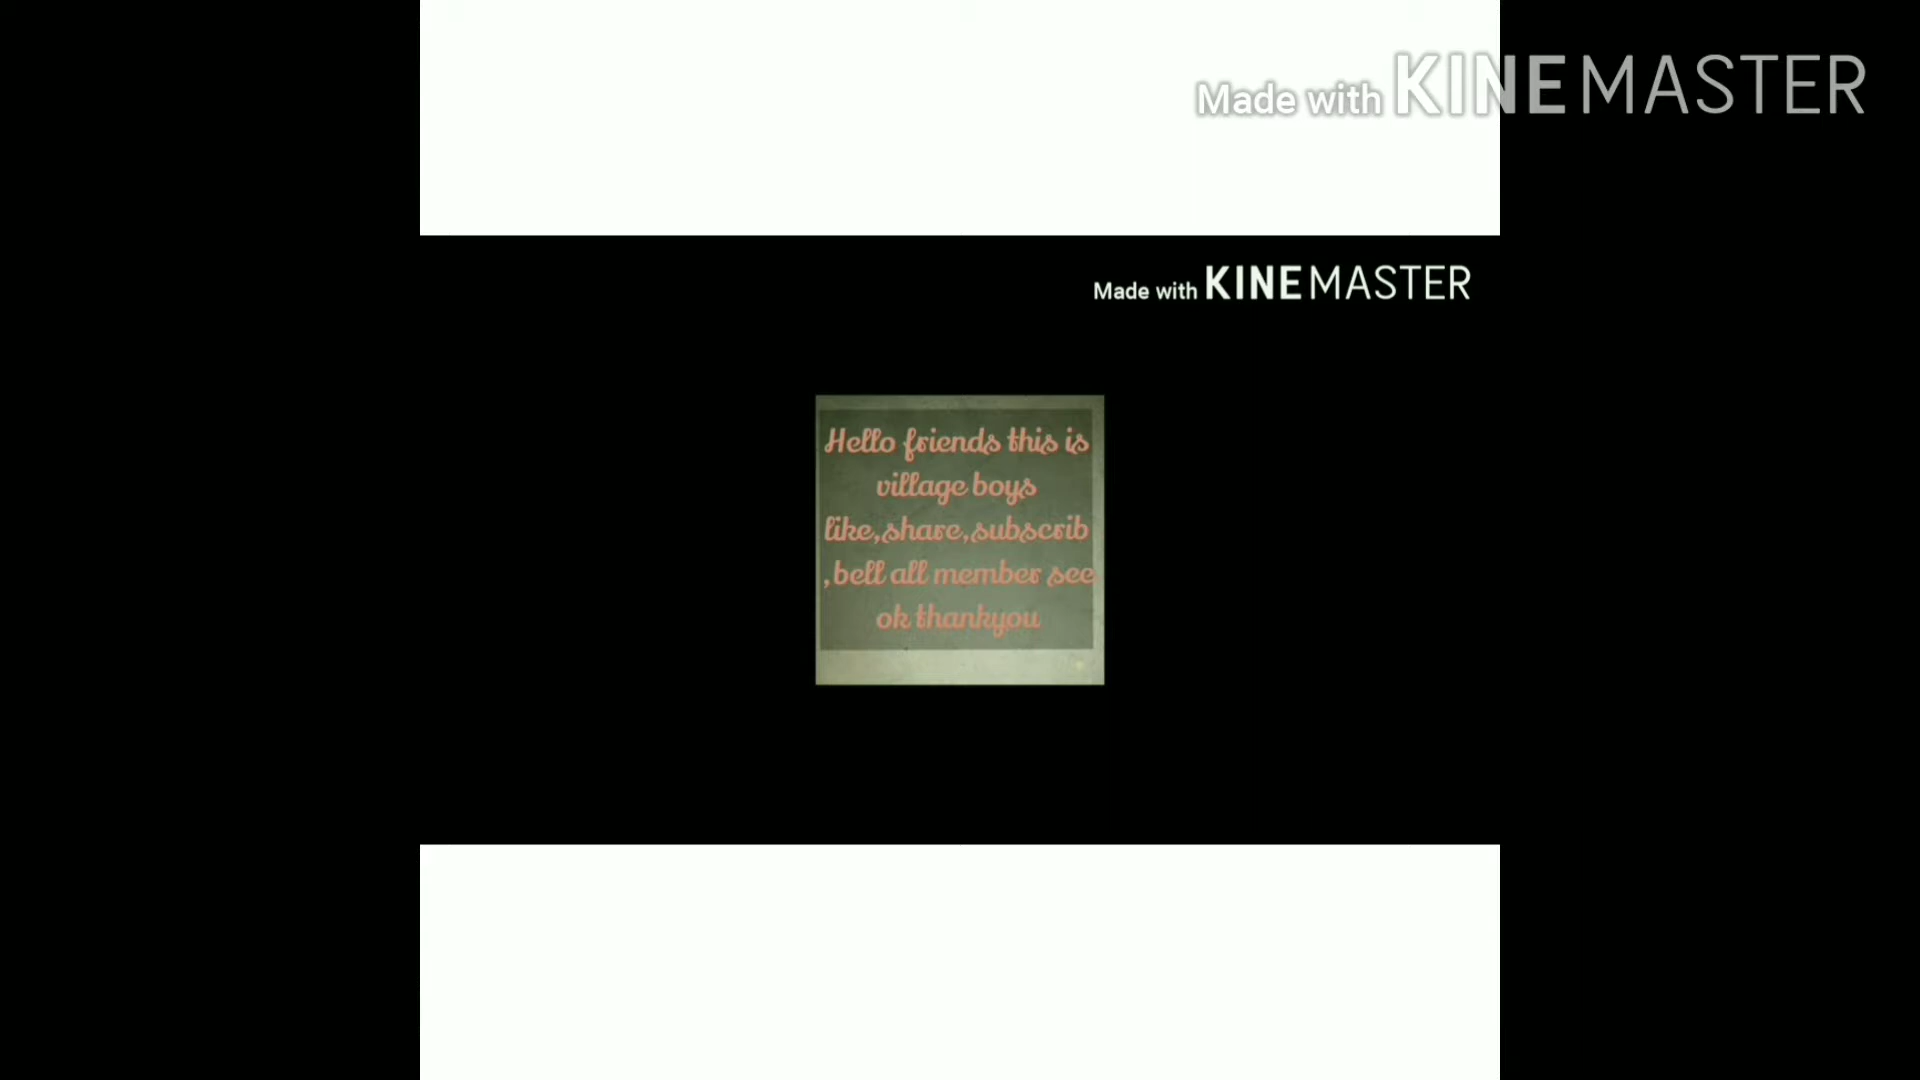 Made with KINEMASTER
Made with KINEMASTER
Hello friends this is
village boys
like,share,subscrib
,bell all member see
ok thankyou